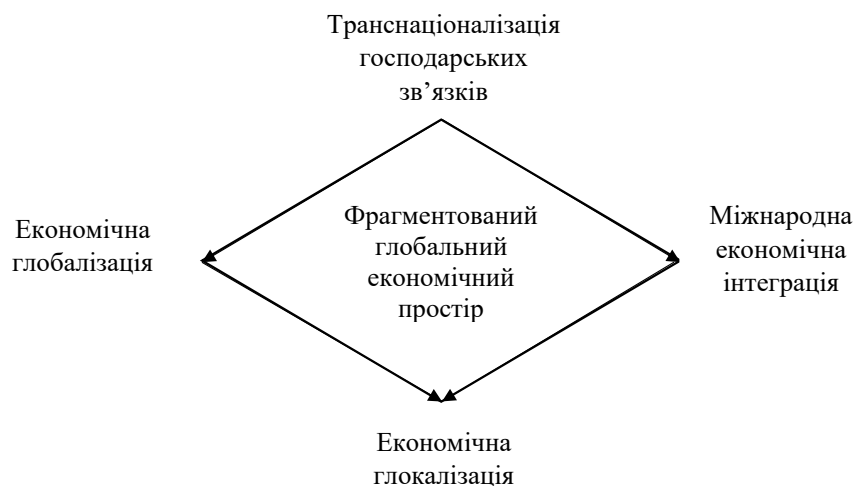 Транснаціоналізація
господарських
зв’язків
Економічна
глобалізація
Фрагментований
глобальний
економічний
простір
Міжнародна
економічна
інтеграція
Економічна
глокалізація